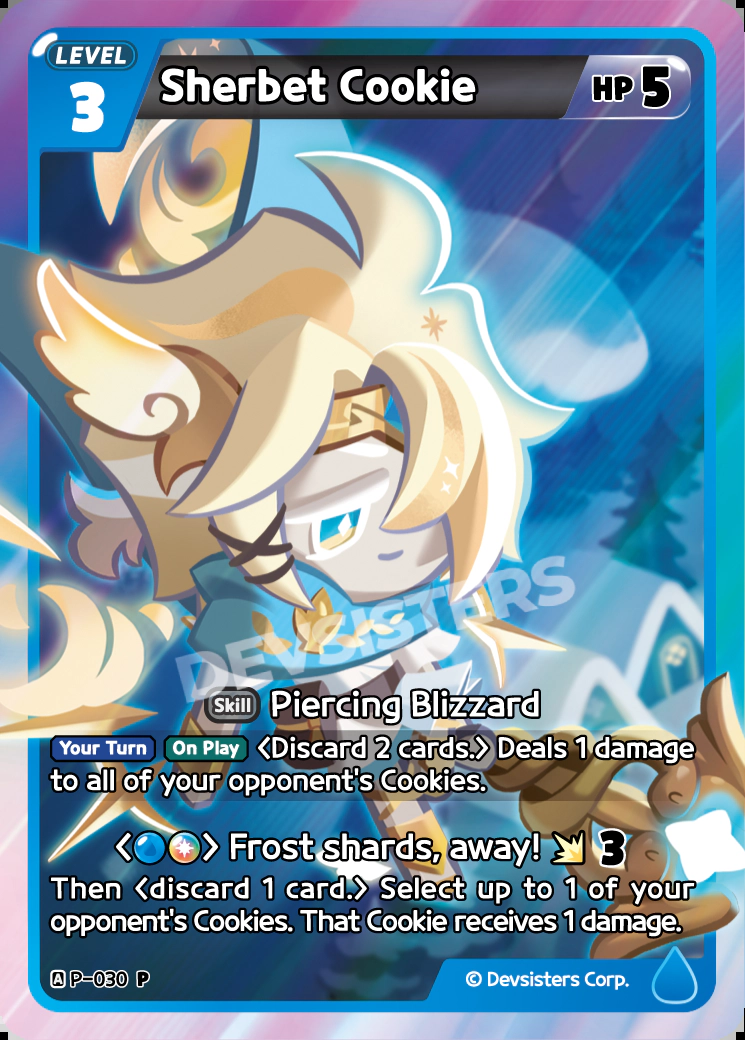 LEVEL
3
Sherbet Cookie
HP 5
DEVSISTERS
Skill Piercing Blizzard
Your Turn On Play <Discard 2 cards.> Deals 1 damage
to all of your opponent's Cookies.
< > Frost shards, away! 3
Then <discard 1 card.> Select up to 1 of your
opponent's Cookies. That Cookie receives 1 damage.
A P-030 P
© Devsisters Corp.